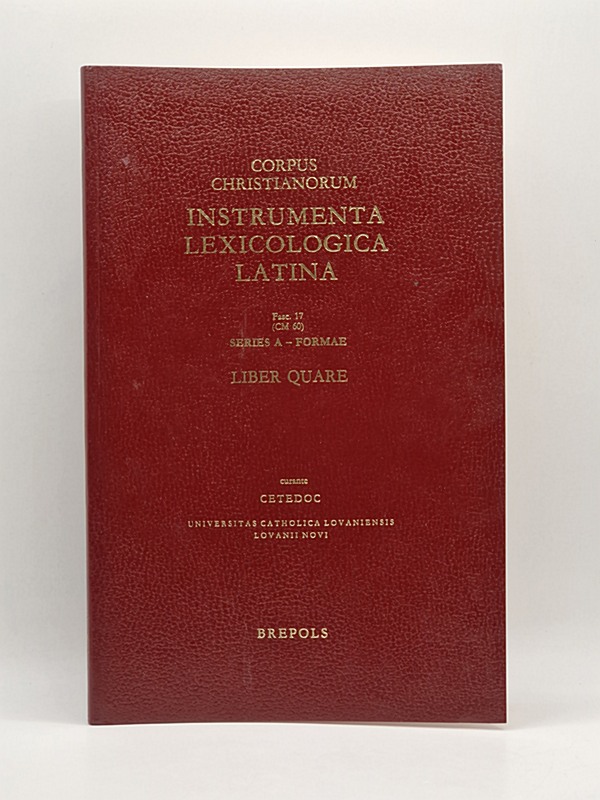 CORPUS
CHRISTIANORUM
INSTRUMENTA
LEXICOLOGICA
LATINA
Fasc. 17
(CM 60)
SERIES A – FORMAE
LIBER QUARE
curante
CETEDOC
UNIVERSITAS CATHOLICA LOVANIENSIS
LOVANII NOVI
BREPOLS